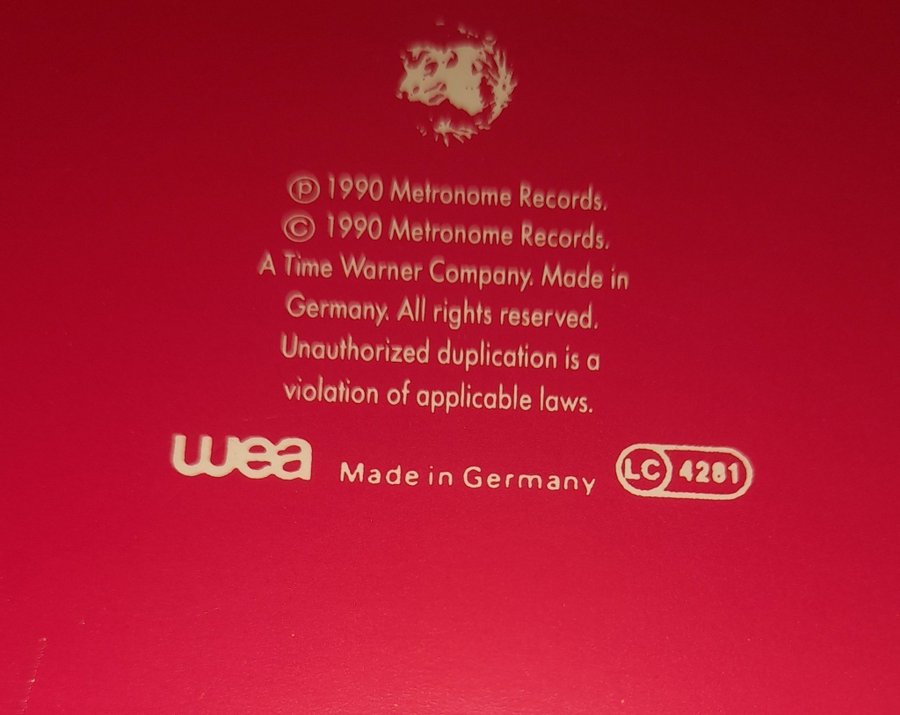 ℗ 1990 Metronome Records.
© 1990 Metronome Records.
A Time Warner Company. Made in
Germany. All rights reserved.
Unauthorized duplication is a
violation of applicable laws.
wea Made in Germany LC 4281